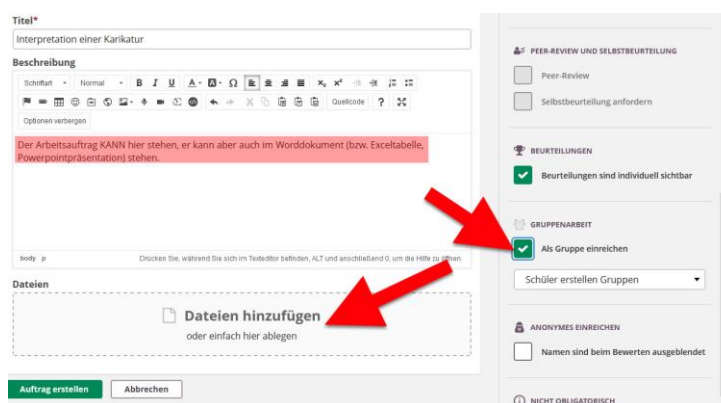 Titel*
Interpretation einer Karikatur
Beschreibung
Schriftart
Normal
B I U A Ω
Quellcode ?
Optionen verbergen
Der Arbeitsauftrag KANN hier stehen, er kann aber auch im Worddokument (bzw. Exceltabelle,
Powerpointpräsentation) stehen.
body p
Drücken Sie, während Sie sich im Texteditor befinden, ALT und anschließend 0, um die Hilfe zu öffnen.
Dateien
Dateien hinzufügen
oder einfach hier ablegen
Auftrag erstellen
Abbrechen
PEER-REVIEW UND SELBSTBEURTEILUNG
Peer-Review
Selbstbeurteilung anfordern
BEURTEILUNGEN
Beurteilungen sind individuell sichtbar
GRUPPENARBEIT
Als Gruppe einreichen
Schüler erstellen Gruppen
ANONYMES EINREICHEN
Namen sind beim Bewerten ausgeblendet
NICHT OBLIGATORISCH